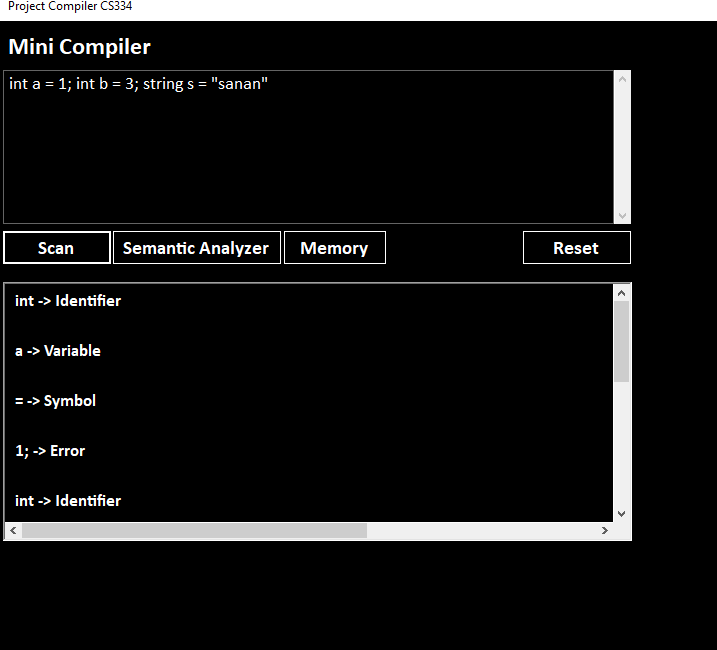 Project Compiler CS334
Mini Compiler
int a = 1; int b = 3; string s = "sanan"
Scan Semantic Analyzer Memory Reset
int -> Identifier
a -> Variable
= -> Symbol
1; -> Error
int -> Identifier